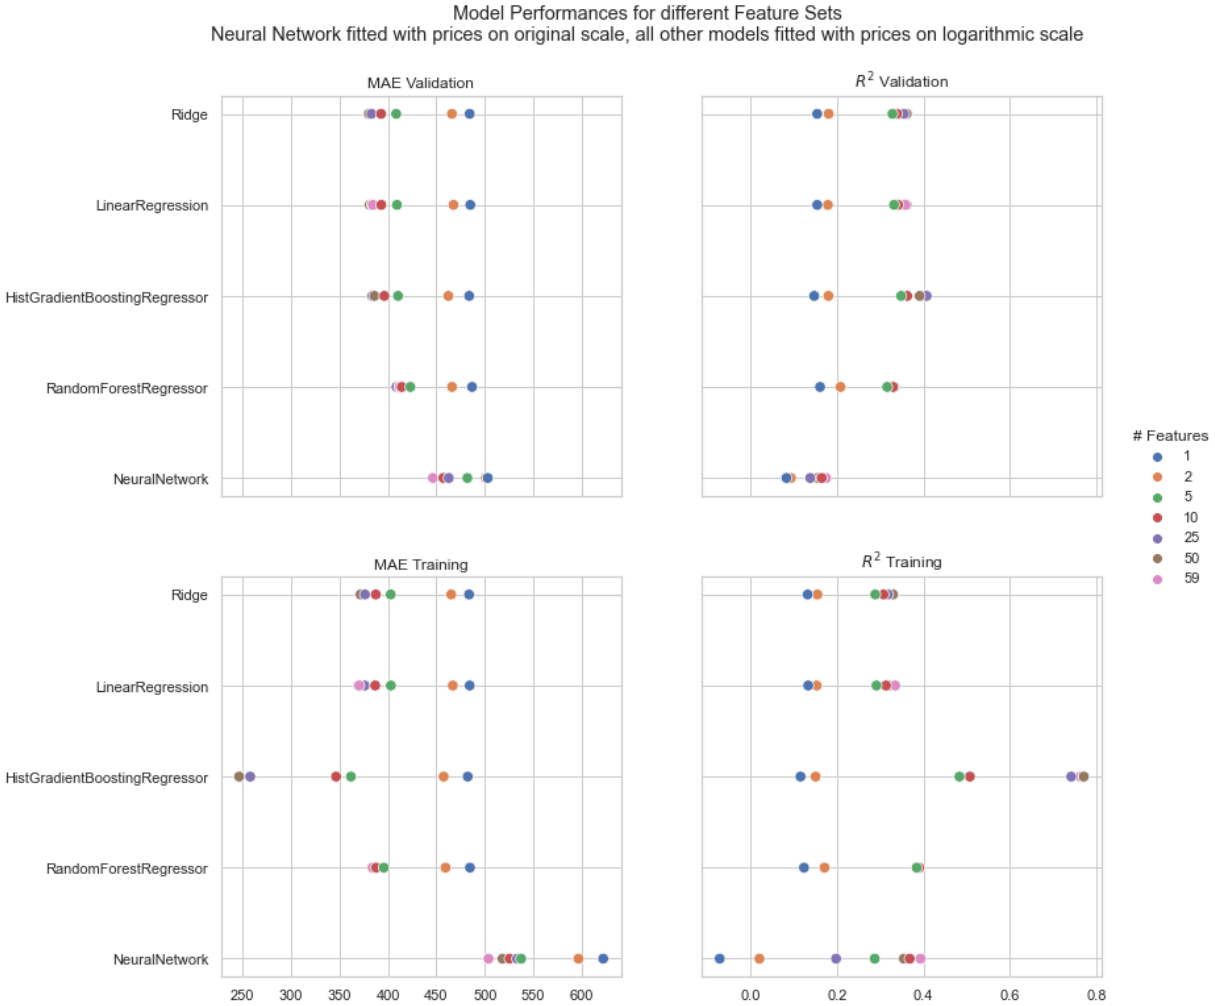 Model Performances for different Feature Sets
Neural Network fitted with prices on original scale, all other models fitted with prices on logarithmic scale
MAE Validation
R² Validation
Ridge
LinearRegression
HistGradientBoostingRegressor
RandomForestRegressor
NeuralNetwork
# Features
1
2
5
10
25
50
59
MAE Training
R² Training
Ridge
LinearRegression
HistGradientBoostingRegressor
RandomForestRegressor
NeuralNetwork
250 300 350 400 450 500 550 600
0.0 0.2 0.4 0.6 0.8